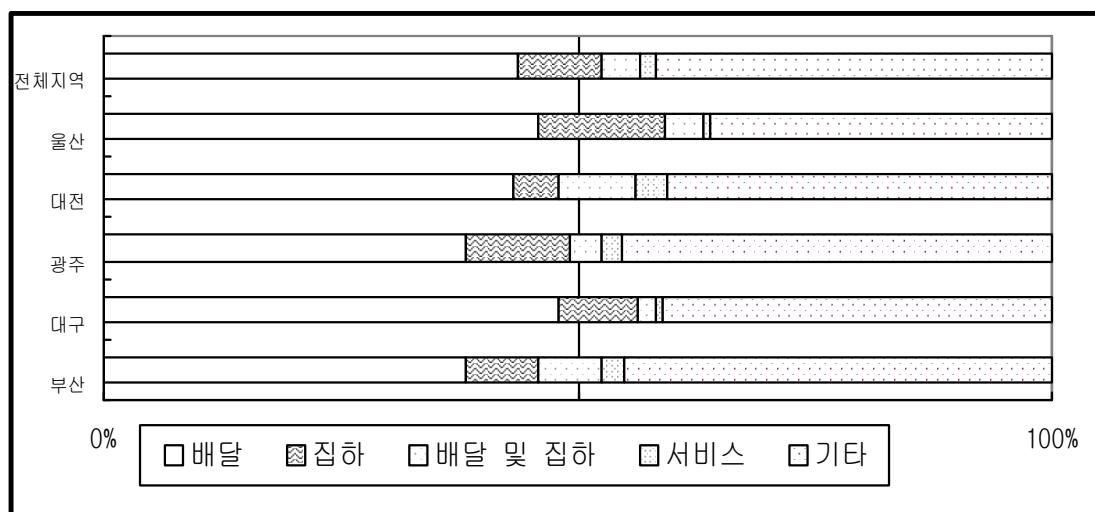 전체지역
울산
대전
광주
대구
부산
0% 100%
배달 집하 배달 및 집하 서비스 기타